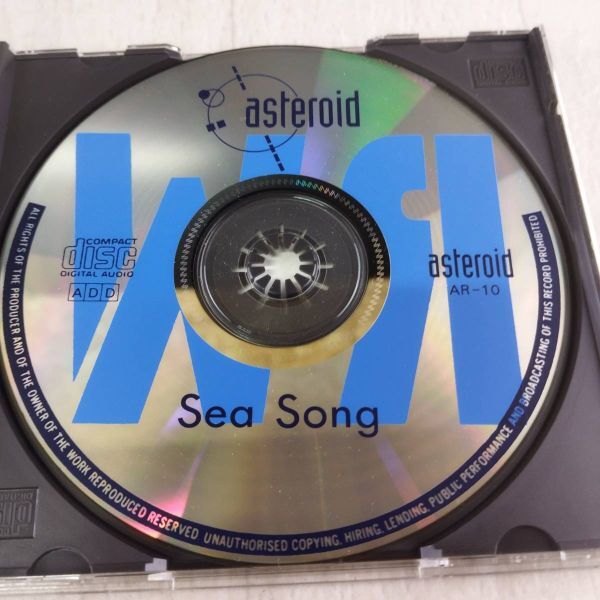 asteroid
COMPACT
disc
DIGITAL AUDIO
ADD
asteroid
AR-10
Sea Song
ALL RIGHTS OF THE PRODUCER AND OF THE OWNER OF THE WORK REPRODUCED RESERVED. UNAUTHORISED COPYING, HIRING, LENDING, PUBLIC PERFORMANCE AND BROADCASTING OF THIS RECORD PROHIBITED
disc